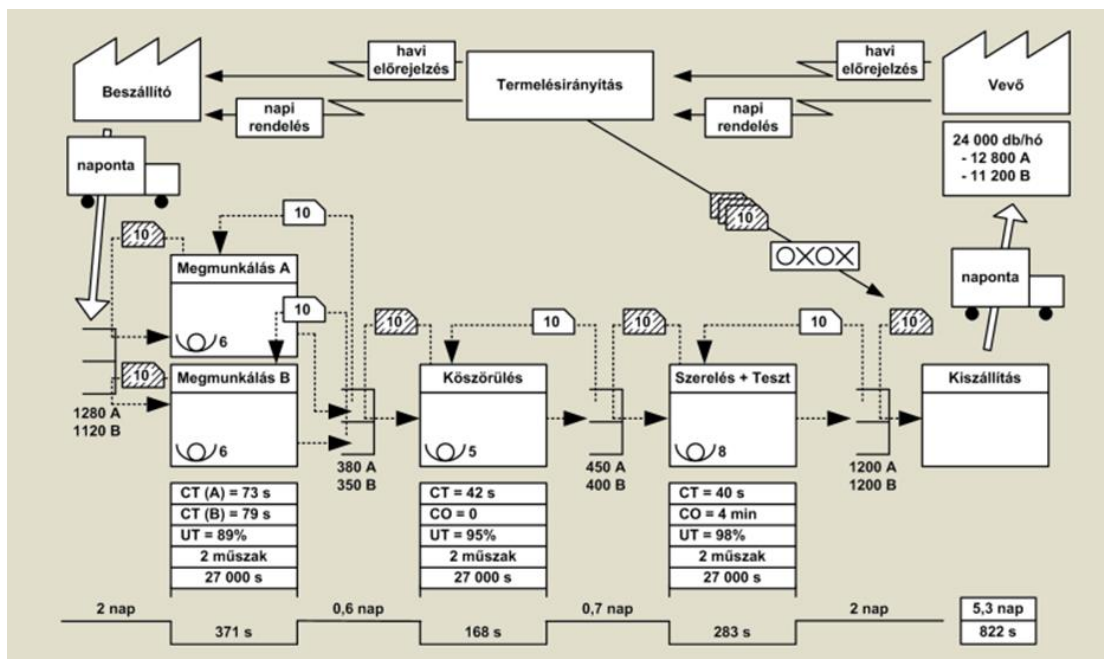 havi
előrejelzés
havi
előrejelzés
Beszállító
Termelésirányítás
Vevő
napi
rendelés
napi
rendelés
naponta
24 000 db/hó
- 12 800 A
- 11 200 B
10
10
10
OXOX
naponta
Megmunkálás A
6
10
10
10
10
10
10
10
Megmunkálás B
6
Köszörülés
5
Szerelés + Teszt
8
Kiszállítás
1280 A
1120 B
380 A
350 B
450 A
400 B
1200 A
1200 B
CT (A) = 73 s
CT (B) = 79 s
UT = 89%
2 műszak
27 000 s
CT = 42 s
CO = 0
UT = 95%
2 műszak
27 000 s
CT = 40 s
CO = 4 min
UT = 98%
2 műszak
27 000 s
2 nap
0,6 nap
0,7 nap
2 nap
5,3 nap
371 s
168 s
283 s
822 s